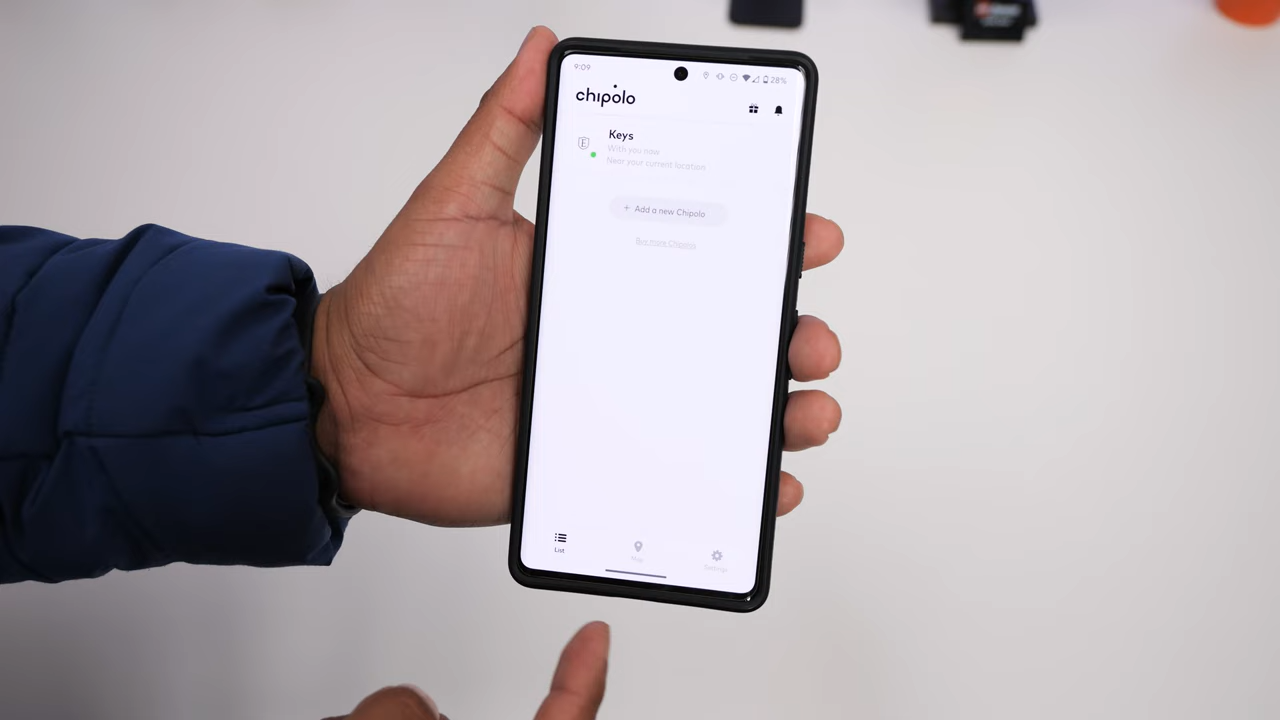 9:09
28%
chipolo
Keys
With you now
Near your current location
+ Add a new Chipolo
Buy more Chipolos
List
Map
Settings